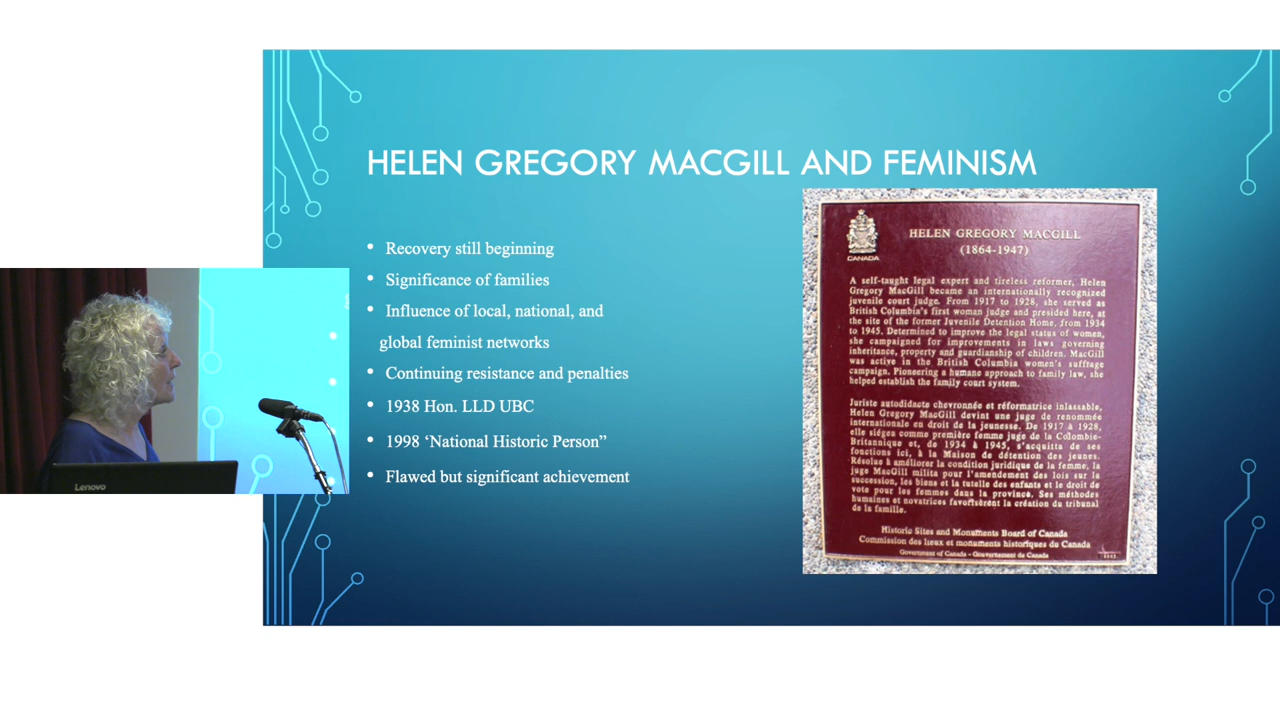 HELEN GREGORY MACGILL AND FEMINISM
• Recovery still beginning
• Significance of families
• Influence of local, national, and
global feminist networks
• Continuing resistance and penalties
• 1938 Hon. LLD UBC
• 1998 ‘National Historic Person”
• Flawed but significant achievement
CANADA
HELEN GREGORY MACGILL
(1864-1947)
A self-taught legal expert and tireless reformer, Helen
Gregory MacGill became an internationally recognized
juvenile court judge. From 1917 to 1928, she served as
British Columbia's first woman judge and presided here, at
the site of the former Juvenile Detention Home, from 1934
to 1945. Determined to improve the legal status of women,
she campaigned for improvements in laws governing
inheritance, property and guardianship of children. MacGill
was active in the British Columbia women's suffrage
campaign. Pioneering a humane approach to family law, she
helped establish the family court system.
Juriste autodidacte chevronnée et réformatrice inlassable,
Helen Gregory MacGill devint une juge de renommée
internationale en droit de la jeunesse. De 1917 à 1928,
elle siégea comme première femme juge de la Colombie-
Britannique et, de 1934 à 1945, s'acquitta de ses
fonctions ici, à la Maison de détention des jeunes.
Résolue à améliorer la condition juridique de la femme, la
juge MacGill milita pour l'amendement des lois sur la
succession, les biens et la tutelle des enfants et le droit de
vote pour les femmes dans la province. Ses méthodes
humaines et novatrices favorisèrent la création du tribunal
de la famille.
Historic Sites and Monuments Board of Canada
Commission des lieux et monuments historiques du Canada
Government of Canada - Gouvernement du Canada
Lenovo